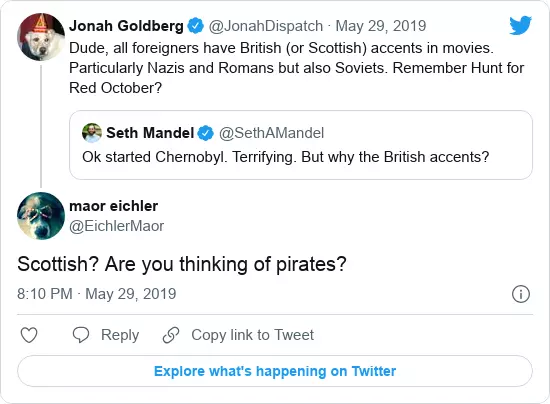 Jonah Goldberg @JonahDispatch · May 29, 2019
Dude, all foreigners have British (or Scottish) accents in movies.
Particularly Nazis and Romans but also Soviets. Remember Hunt for
Red October?
Seth Mandel @SethAMandel
Ok started Chernobyl. Terrifying. But why the British accents?
maor eichler
@EichlerMaor
Scottish? Are you thinking of pirates?
8:10 PM · May 29, 2019
Reply
Copy link to Tweet
Explore what's happening on Twitter